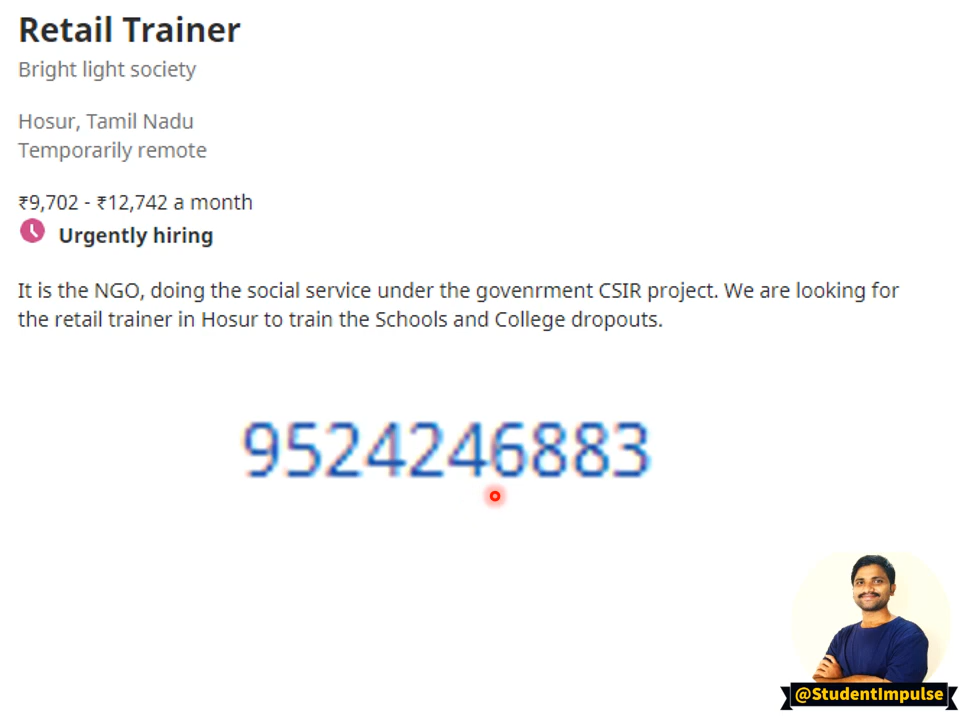 Retail Trainer
Bright light society
Hosur, Tamil Nadu
Temporarily remote
₹9,702 - ₹12,742 a month
Urgently hiring
It is the NGO, doing the social service under the govenrment CSIR project. We are looking for
the retail trainer in Hosur to train the Schools and College dropouts.
9524246883
@StudentImpulse